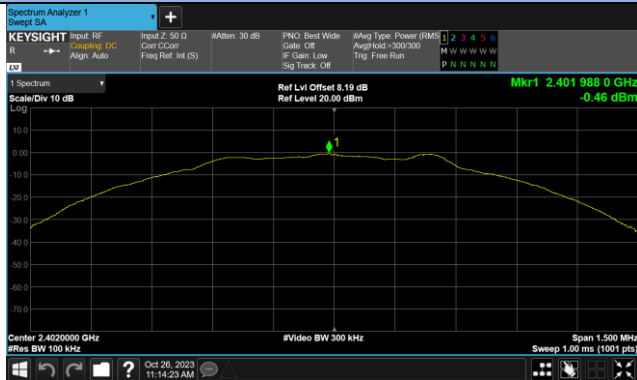 Spectrum Analyzer 1
Swept SA
+
KEYSIGHT
R
LXI
Input: RF
Coupling: DC
Align: Auto
Input Z: 50 Ω
Corr CCorr
Freq Ref: Int (S)
#Atten: 30 dB
PNO: Best Wide
Gate: Off
IF Gain: Low
Sig Track: Off
#Avg Type: Power (RMS
Avg|Hold:>300/300
Trig: Free Run
1 2 3 4 5 6
M W W W W W
P N N N N N
1 Spectrum
Scale/Div 10 dB
Log
Ref Lvl Offset 8.19 dB
Ref Level 20.00 dBm
Mkr1 2.401 988 0 GHz
-0.46 dBm
1
10.0
0.00
-10.0
-20.0
-30.0
-40.0
-50.0
-60.0
-70.0
Center 2.4020000 GHz
#Res BW 100 kHz
#Video BW 300 kHz
Span 1.500 MHz
Sweep 1.00 ms (1001 pts)
?
Oct 26, 2023
11:14:23 AM